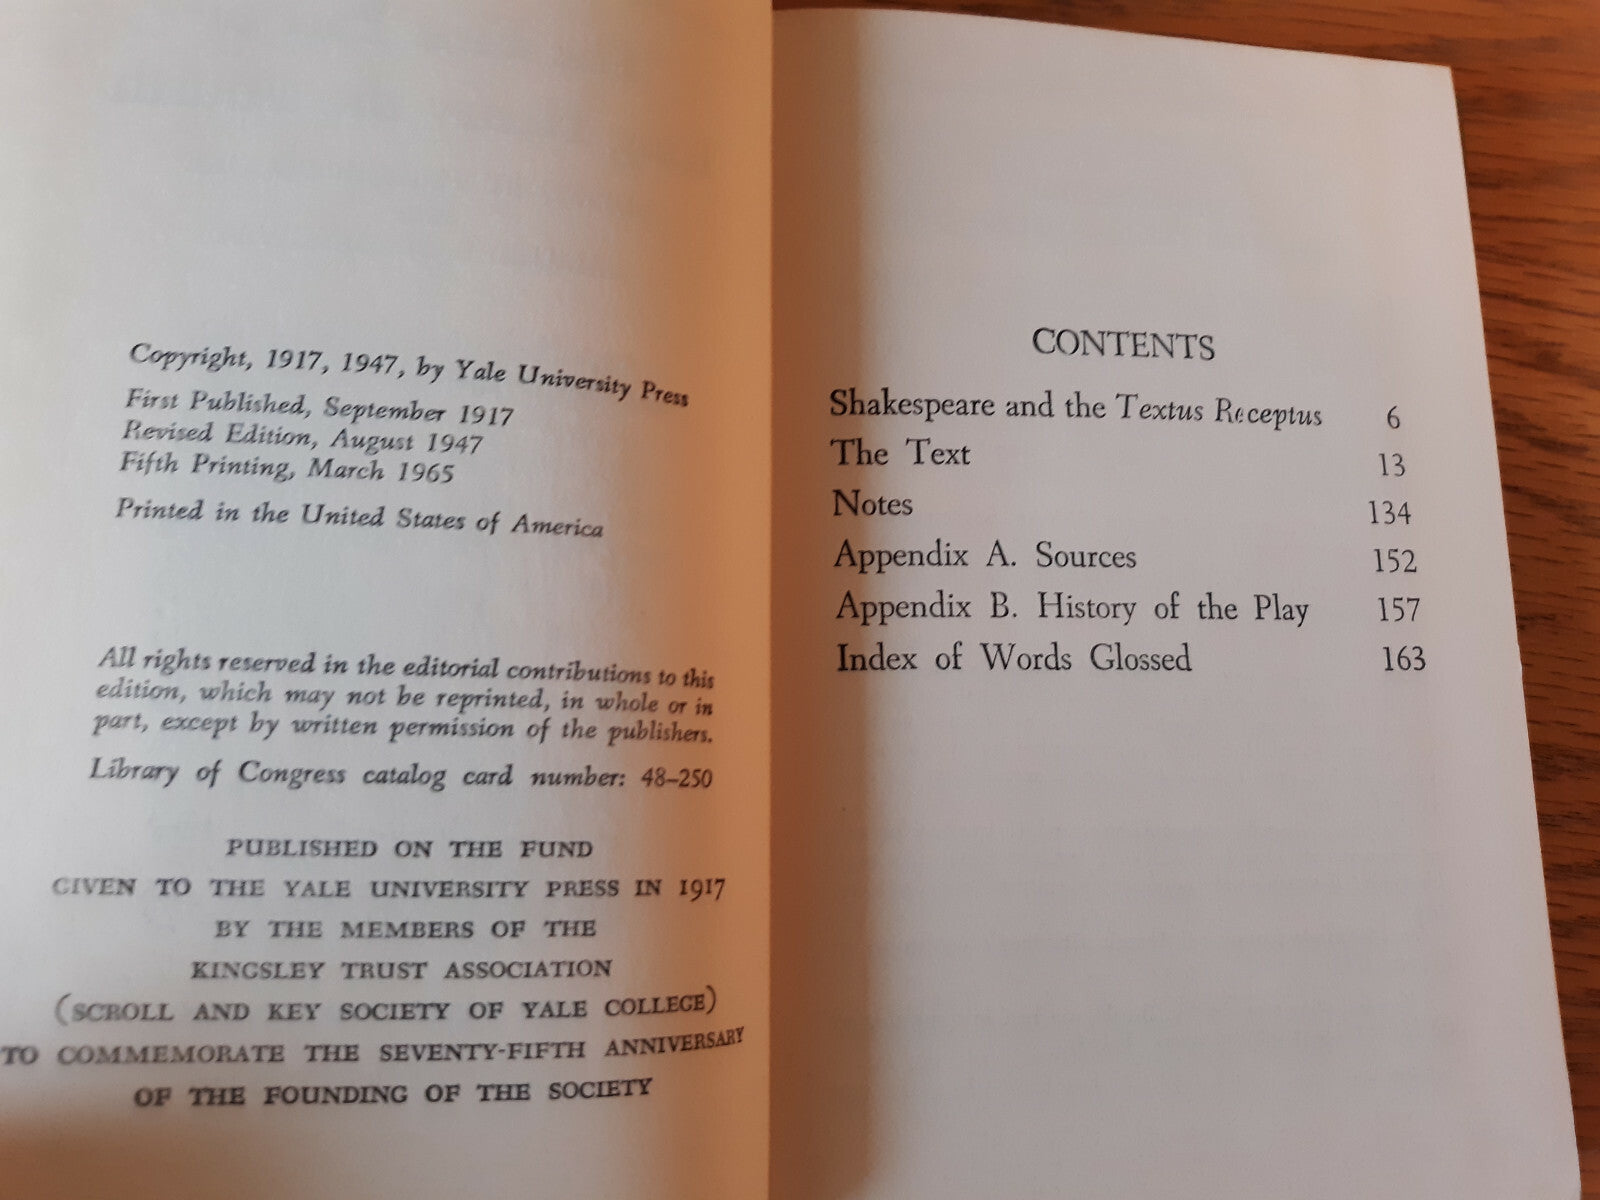 Copyright, 1917, 1947, by Yale University Press
First Published, September 1917
Revised Edition, August 1947
Fifth Printing, March 1965
Printed in the United States of America
All rights reserved in the editorial contributions to this
edition, which may not be reprinted, in whole or in
part, except by written permission of the publishers.
Library of Congress catalog card number: 48–250
PUBLISHED ON THE FUND
GIVEN TO THE YALE UNIVERSITY PRESS IN 1917
BY THE MEMBERS OF THE
KINGSLEY TRUST ASSOCIATION
(SCROLL AND KEY SOCIETY OF YALE COLLEGE)
TO COMMEMORATE THE SEVENTY-FIFTH ANNIVERSARY
OF THE FOUNDING OF THE SOCIETY
CONTENTS
Shakespeare and the Textus Receptus 6
The Text 13
Notes 134
Appendix A. Sources 152
Appendix B. History of the Play 157
Index of Words Glossed 163